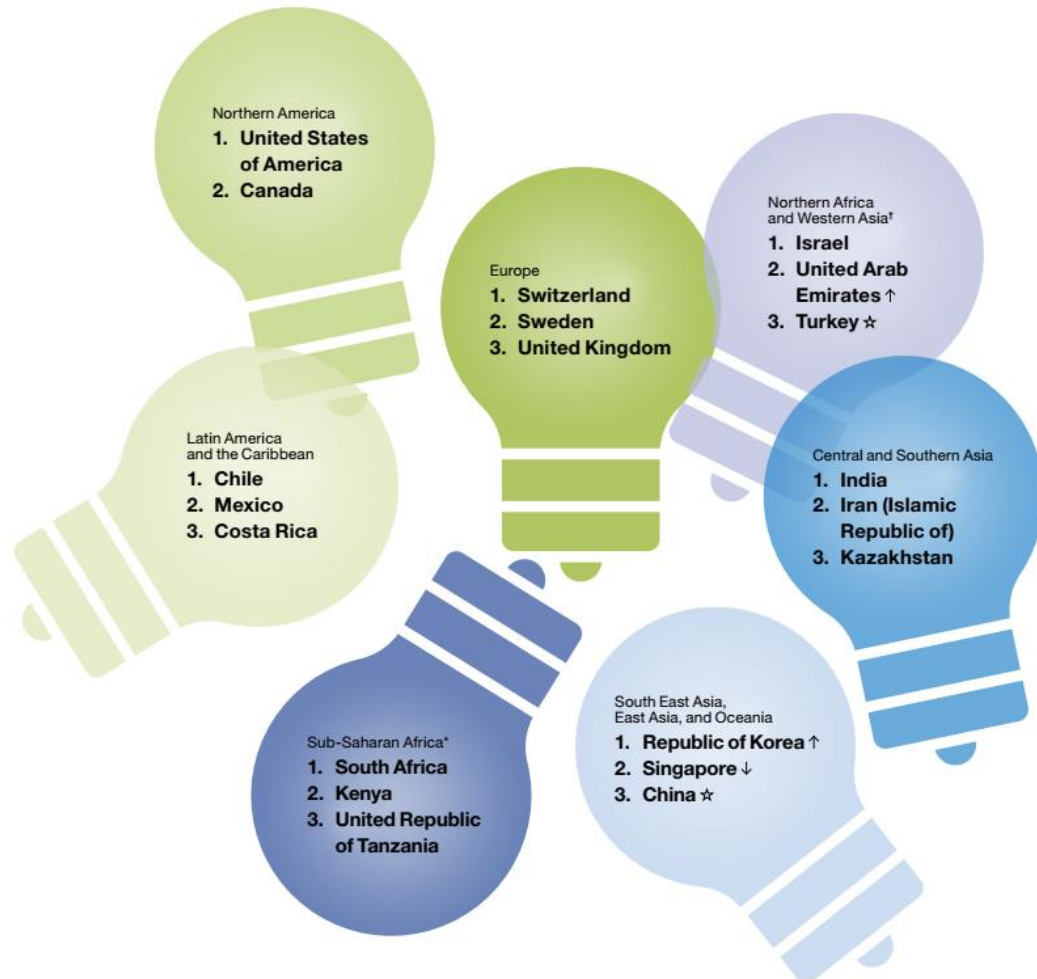 Northern America
1. United States
of America
2. Canada
Europe
1. Switzerland
2. Sweden
3. United Kingdom
Northern Africa
and Western Asia†
1. Israel
2. United Arab
Emirates ↑
3. Turkey ☆
Latin America
and the Caribbean
1. Chile
2. Mexico
3. Costa Rica
Central and Southern Asia
1. India
2. Iran (Islamic
Republic of)
3. Kazakhstan
Sub-Saharan Africa*
1. South Africa
2. Kenya
3. United Republic
of Tanzania
South East Asia,
East Asia, and Oceania
1. Republic of Korea ↑
2. Singapore ↓
3. China ☆